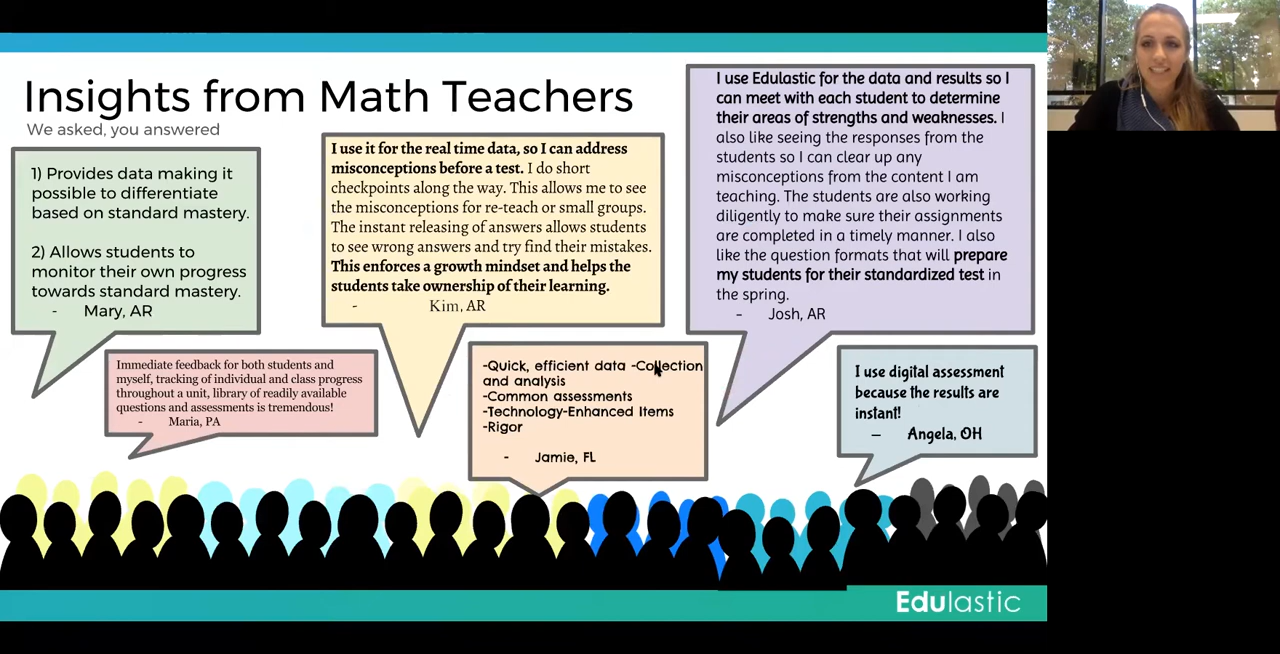 Insights from Math Teachers
We asked, you answered
1) Provides data making it
possible to differentiate
based on standard mastery.
2) Allows students to
monitor their own progress
towards standard mastery.
- Mary, AR
I use it for the real time data, so I can address
misconceptions before a test. I do short
checkpoints along the way. This allows me to see
the misconceptions for re-teach or small groups.
The instant releasing of answers allows students
to see wrong answers and try find their mistakes.
This enforces a growth mindset and helps the
students take ownership of their learning.
- Kim, AR
I use Edulastic for the data and results so I
can meet with each student to determine
their areas of strengths and weaknesses. I
also like seeing the responses from the
students so I can clear up any
misconceptions from the content I am
teaching. The students are also working
diligently to make sure their assignments
are completed in a timely manner. I also
like the question formats that will prepare
my students for their standardized test in
the spring.
- Josh, AR
Immediate feedback for both students and
myself, tracking of individual and class progress
throughout a unit, library of readily available
questions and assessments is tremendous!
- Maria, PA
-Quick, efficient data -Collection
and analysis
-Common assessments
-Technology-Enhanced Items
-Rigor
- Jamie, FL
I use digital assessment
because the results are
instant!
– Angela, OH
Edulastic